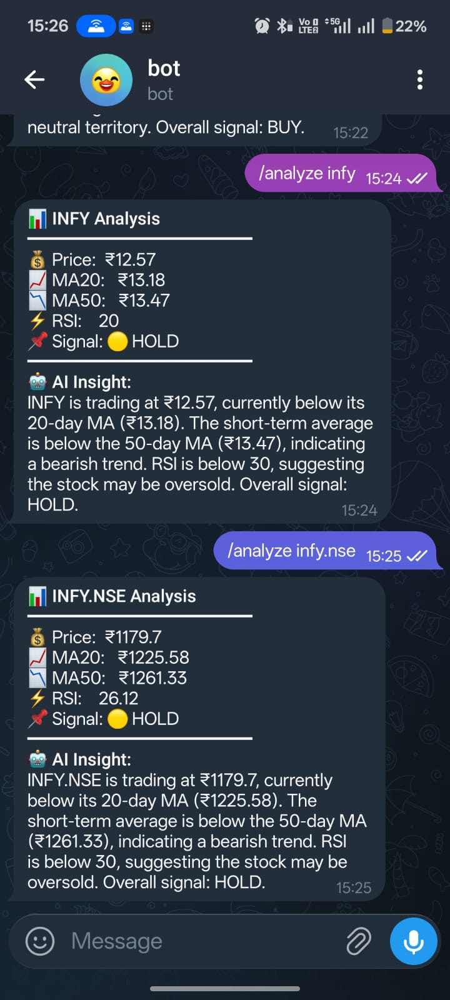 15:26
Vo LTE2 5G 22%
bot
bot
neutral territory. Overall signal: BUY. 15:22
/analyze infy 15:24
INFY Analysis
Price: ₹12.57
MA20: ₹13.18
MA50: ₹13.47
RSI: 20
Signal: HOLD
AI Insight:
INFY is trading at ₹12.57, currently below its
20-day MA (₹13.18). The short-term average
is below the 50-day MA (₹13.47), indicating
a bearish trend. RSI is below 30, suggesting
the stock may be oversold. Overall signal:
HOLD. 15:24
/analyze infy.nse 15:25
INFY.NSE Analysis
Price: ₹1179.7
MA20: ₹1225.58
MA50: ₹1261.33
RSI: 26.12
Signal: HOLD
AI Insight:
INFY.NSE is trading at ₹1179.7, currently
below its 20-day MA (₹1225.58). The
short-term average is below the 50-day MA
(₹1261.33), indicating a bearish trend. RSI
is below 30, suggesting the stock may be
oversold. Overall signal: HOLD. 15:25
Message